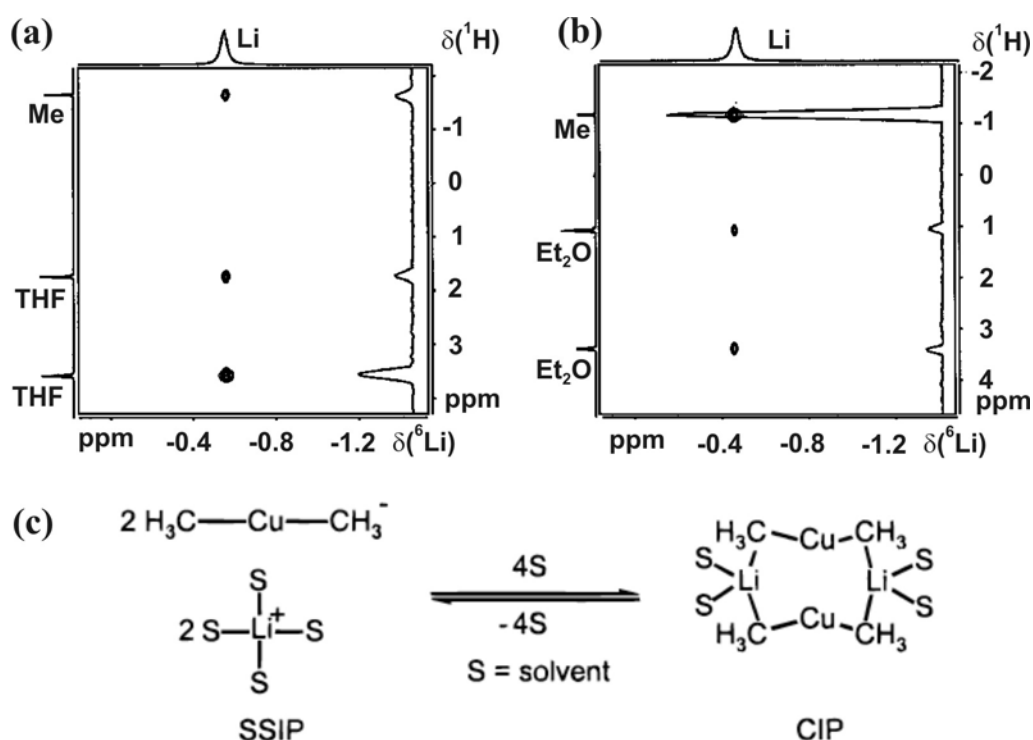 (a)
Li
δ(¹H)
Me
-1
0
1
THF
2
3
THF
ppm
ppm -0.4 -0.8 -1.2 δ(⁶Li)
(b)
Li
δ(¹H)
-2
Me
-1
0
1
Et₂O
2
3
Et₂O
4
ppm
ppm -0.4 -0.8 -1.2 δ(⁶Li)
(c)
2 H₃C—Cu—CH₃⁻
S
2 S—Li⁺—S
S
SSIP
4S
- 4S
S = solvent
H₃C—Cu—CH₃
S Li Li S
S S
H₃C—Cu—CH₃
CIP